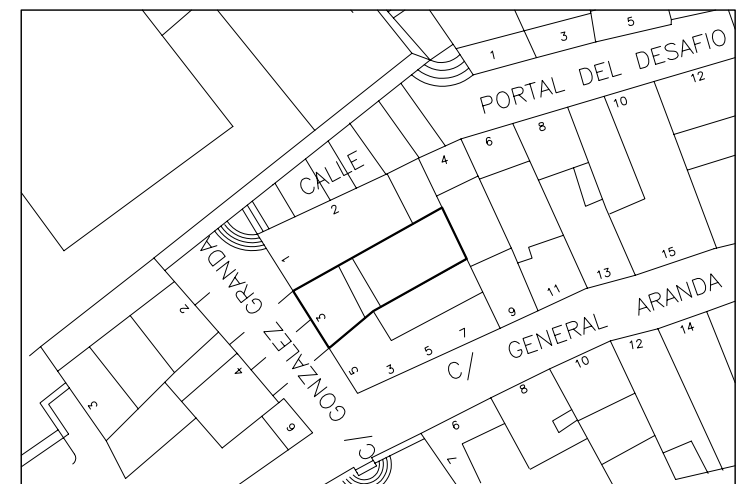 1 3 5
PORTAL DEL DESAFIO
12
10
8
6
4
CALLE
2
1
C/ GONZALEZ GRANDA
2
3
3
4
6
5
3 5 7
9 11 13 15
C/ GENERAL ARANDA
6 8 10 12 14
7